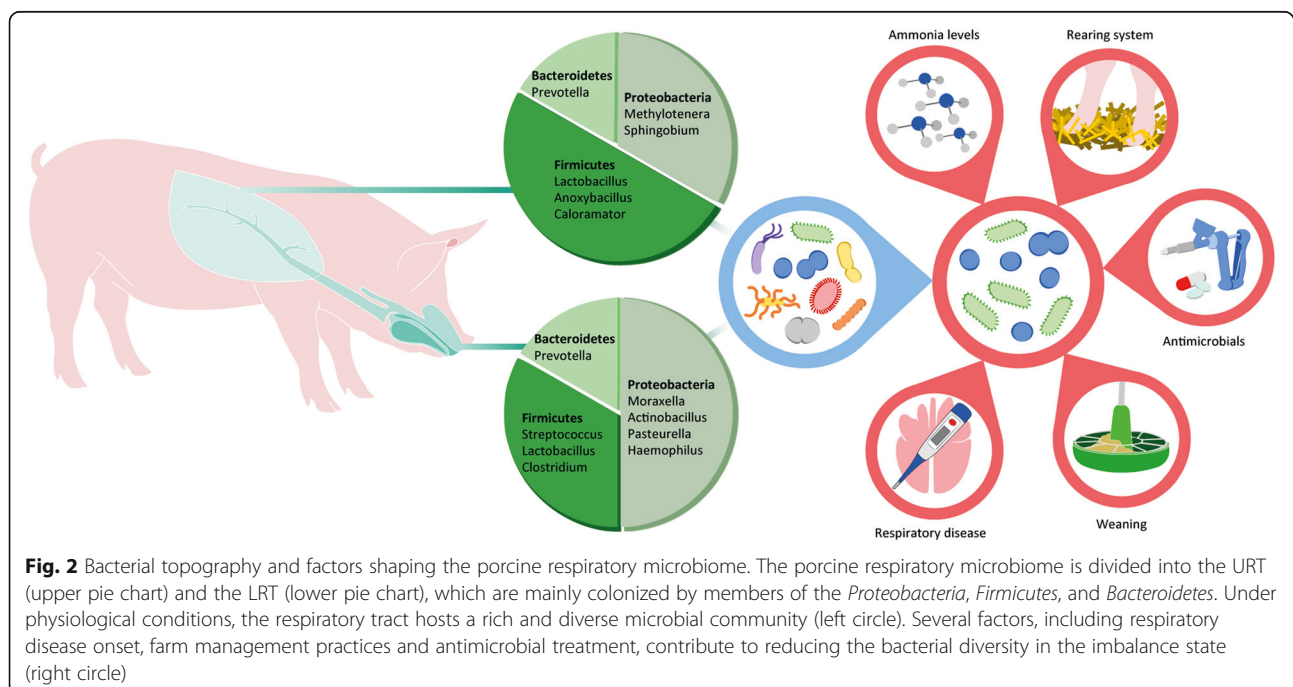 Ammonia levels
Rearing system
Bacteroidetes
Prevotella
Proteobacteria
Methylotenera
Sphingobium
Firmicutes
Lactobacillus
Anoxybacillus
Caloramator
Antimicrobials
Bacteroidetes
Prevotella
Proteobacteria
Moraxella
Actinobacillus
Pasteurella
Haemophilus
Firmicutes
Streptococcus
Lactobacillus
Clostridium
Respiratory disease
Weaning
Fig. 2 Bacterial topography and factors shaping the porcine respiratory microbiome. The porcine respiratory microbiome is divided into the URT
(upper pie chart) and the LRT (lower pie chart), which are mainly colonized by members of the Proteobacteria, Firmicutes, and Bacteroidetes. Under
physiological conditions, the respiratory tract hosts a rich and diverse microbial community (left circle). Several factors, including respiratory
disease onset, farm management practices and antimicrobial treatment, contribute to reducing the bacterial diversity in the imbalance state
(right circle)